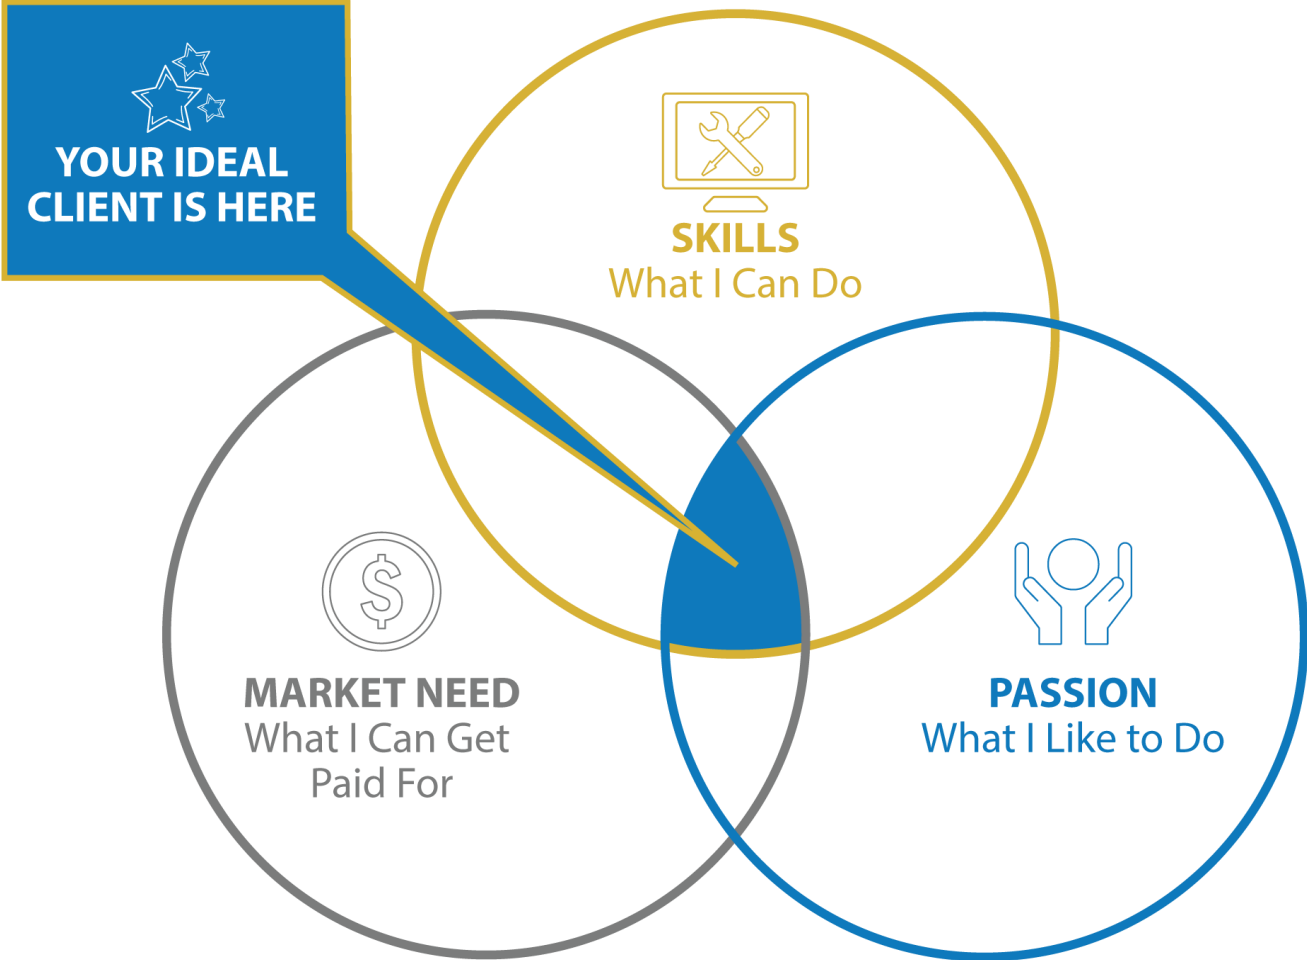 YOUR IDEAL
CLIENT IS HERE
SKILLS
What I Can Do
$
MARKET NEED
What I Can Get
Paid For
PASSION
What I Like to Do